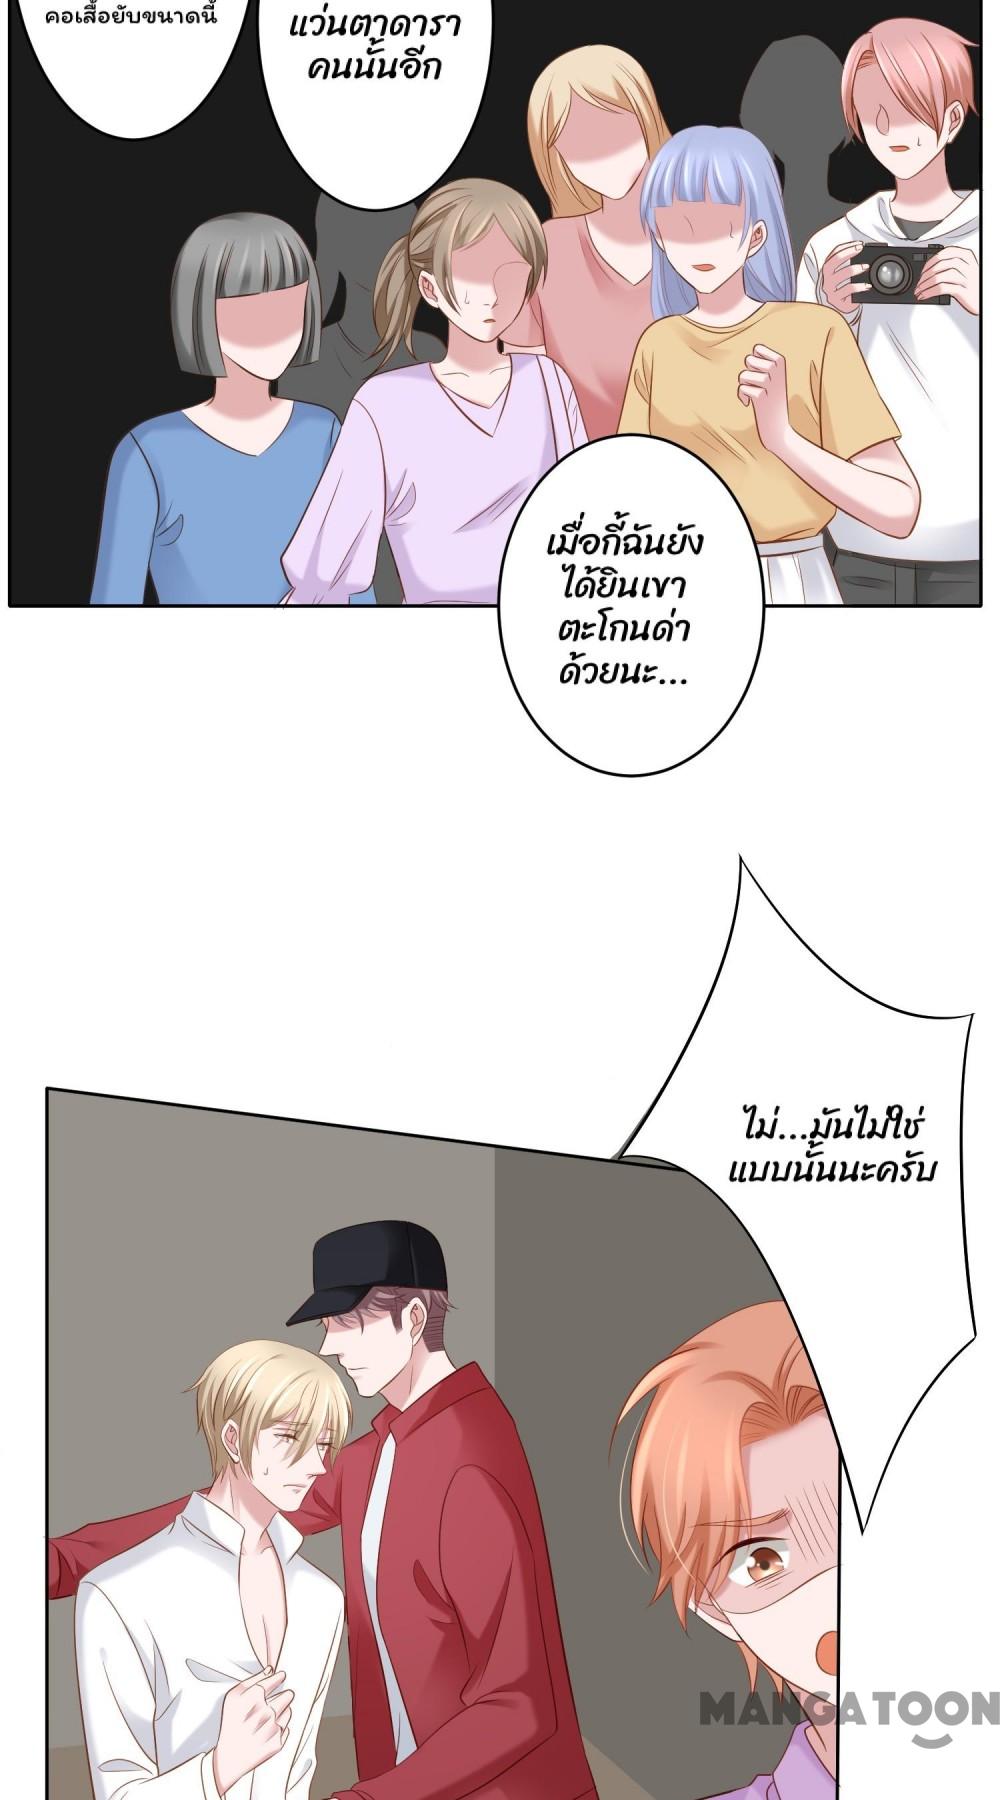 คอเสื้อยับขนาดนี้
แว่นตาดารา
คนนั้นอีก
เมื่อกี้ฉันยัง
ได้ยินเขา
ตะโกนด่า
ด้วยนะ...
ไม่...มันไม่ใช่
แบบนั้นนะครับ
MANGATOON